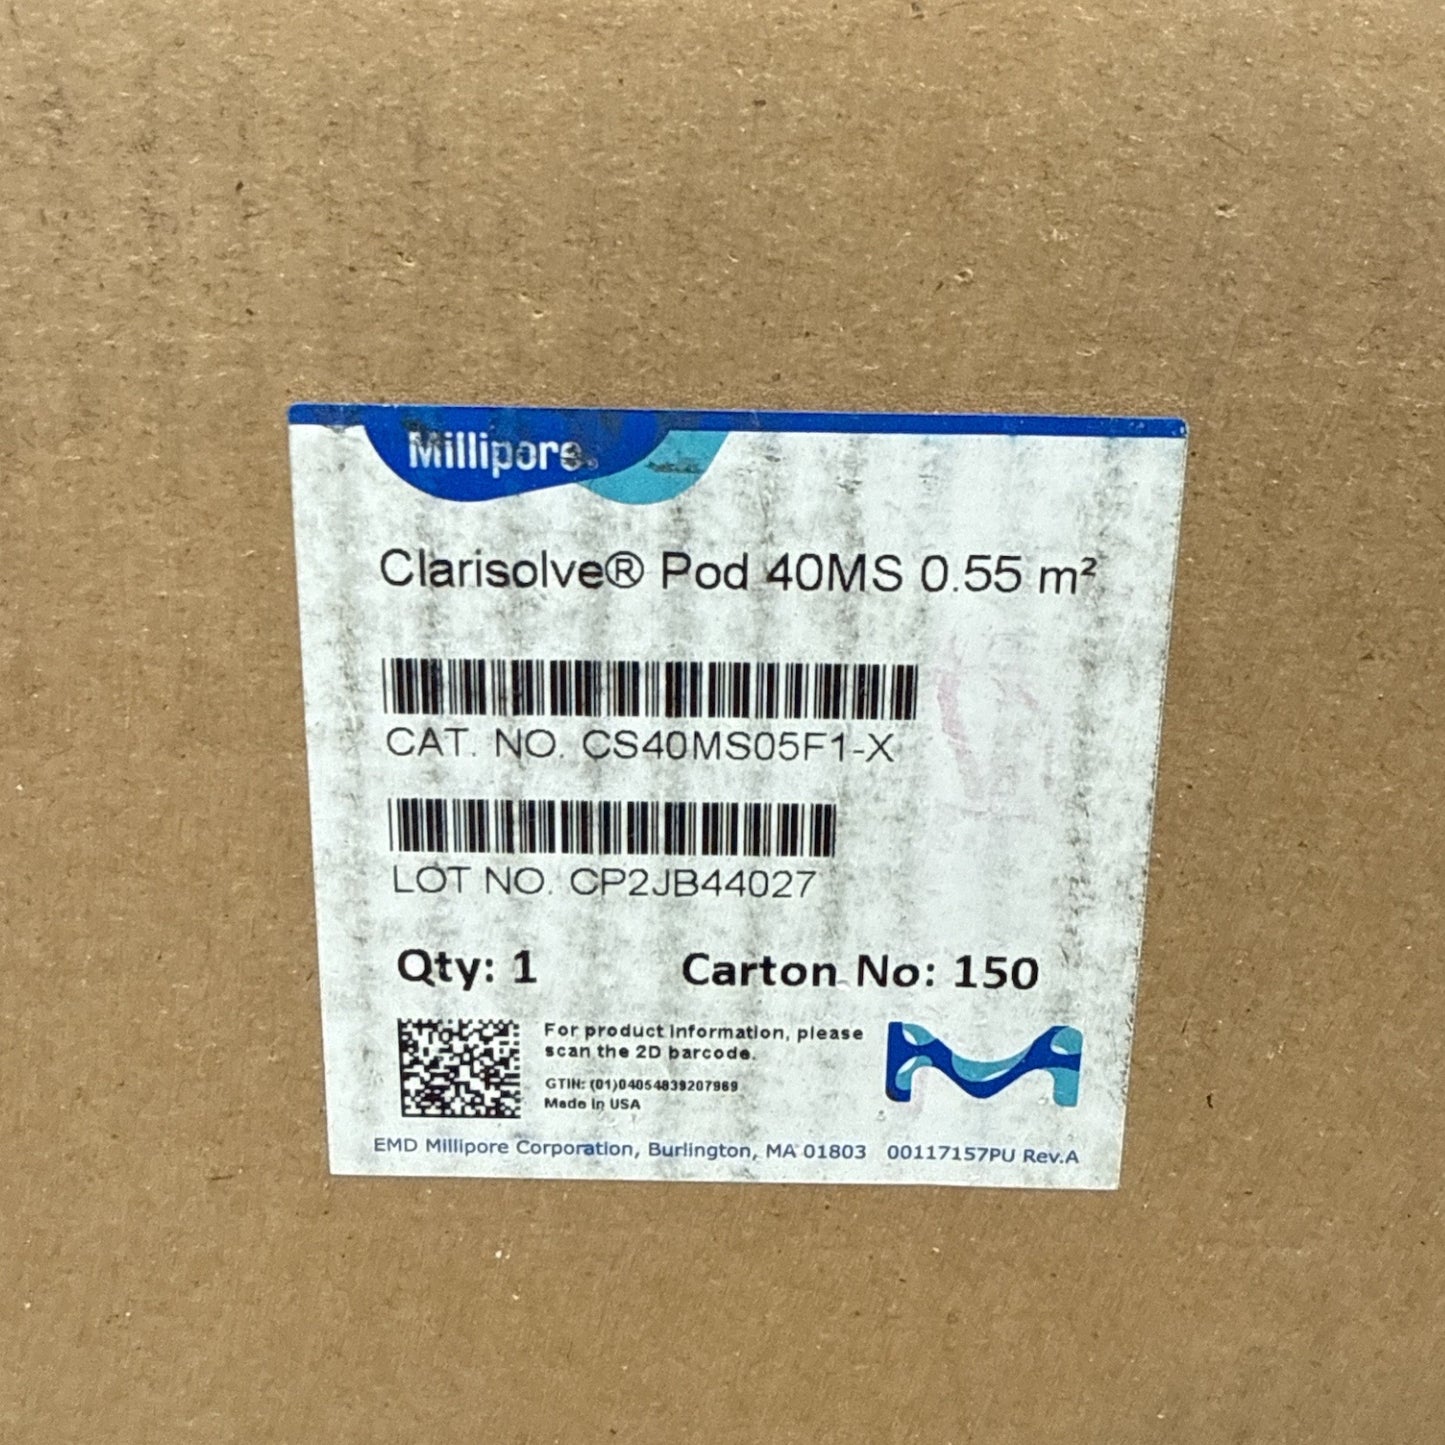 Millipore®
Clarisolve® Pod 40MS 0.55 m²
CAT. NO. CS40MS05F1-X
LOT NO. CP2JB44027
Qty: 1 Carton No: 150
For product information, please
scan the 2D barcode.
GTIN: (01)04054839207969
Made in USA
EMD Millipore Corporation, Burlington, MA 01803 00117157PU Rev.A